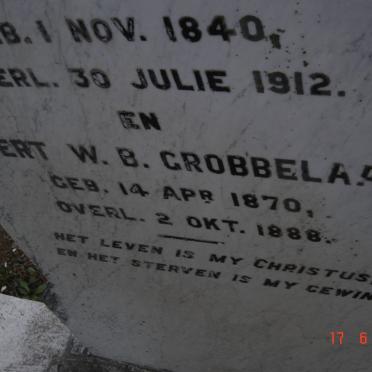 B. 1 NOV. 1840,
ERL. 30 JULIE 1912.
EN
ERT W. B. GROBBELAA
GEB. 14 APR 1870,
OVERL. 2 OKT. 1888.
HET LEVEN IS MY CHRISTUS
EN HET STERVEN IS MY GEWIN
17 6